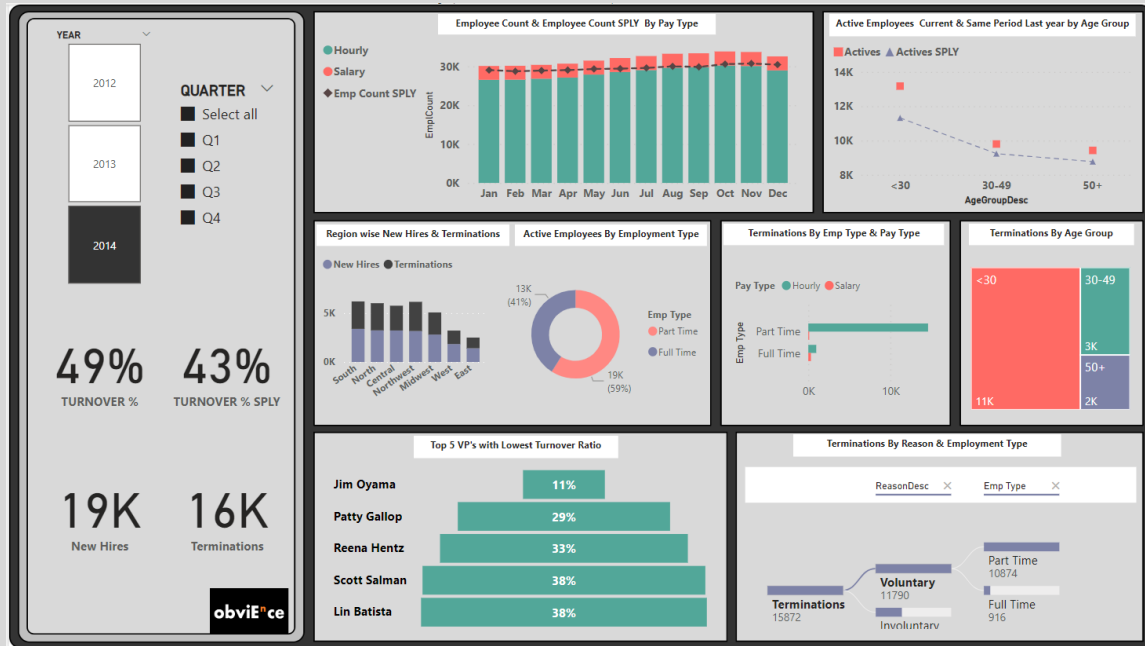 YEAR
2012
2013
2014
QUARTER
Select all
Q1
Q2
Q3
Q4
49%
TURNOVER %
43%
TURNOVER % SPLY
19K
New Hires
16K
Terminations
obviEnce
Employee Count & Employee Count SPLY By Pay Type
Hourly
Salary
Emp Count SPLY
EmplCount
30K
20K
10K
0K
Jan Feb Mar Apr May Jun Jul Aug Sep Oct Nov Dec
Active Employees Current & Same Period Last year by Age Group
Actives Actives SPLY
14K
12K
10K
8K
<30 30-49 50+
AgeGroupDesc
Region wise New Hires & Terminations
New Hires Terminations
5K
0K
South North Central Northwest Midwest West East
Active Employees By Employment Type
13K
(41%)
19K
(59%)
Emp Type
Part Time
Full Time
Terminations By Emp Type & Pay Type
Pay Type Hourly Salary
Emp Type
Part Time
Full Time
0K 10K
Terminations By Age Group
<30
11K
30-49
3K
50+
2K
Top 5 VP's with Lowest Turnover Ratio
Jim Oyama 11%
Patty Gallop 29%
Reena Hentz 33%
Scott Salman 38%
Lin Batista 38%
Terminations By Reason & Employment Type
ReasonDesc Emp Type
Terminations
15872
Voluntary
11790
Involuntary
Part Time
10874
Full Time
916